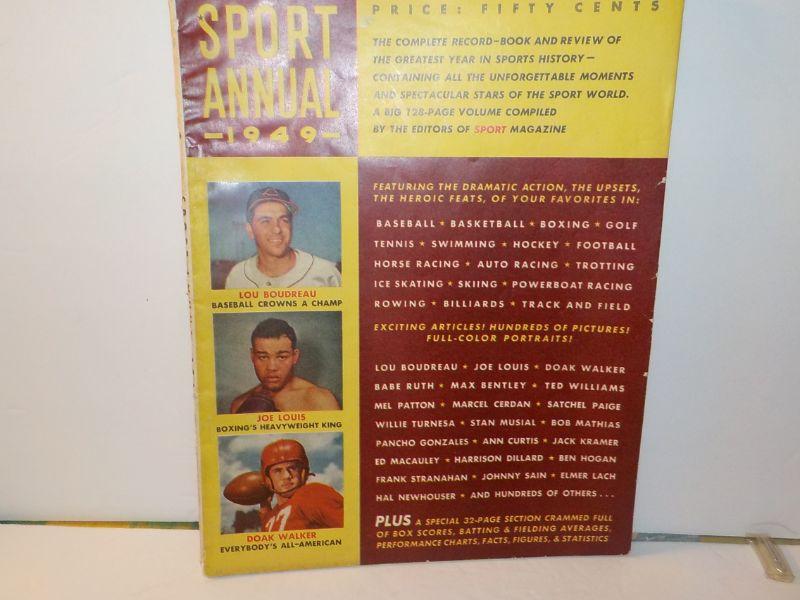 SPORT
ANNUAL
-1949-
PRICE: FIFTY CENTS
THE COMPLETE RECORD-BOOK AND REVIEW OF
THE GREATEST YEAR IN SPORTS HISTORY—
CONTAINING ALL THE UNFORGETTABLE MOMENTS
AND SPECTACULAR STARS OF THE SPORT WORLD.
A BIG 128-PAGE VOLUME COMPILED
BY THE EDITORS OF SPORT MAGAZINE
LOU BOUDREAU
BASEBALL CROWNS A CHAMP
JOE LOUIS
BOXING'S HEAVYWEIGHT KING
77
DOAK WALKER
EVERYBODY'S ALL-AMERICAN
FEATURING THE DRAMATIC ACTION, THE UPSETS,
THE HEROIC FEATS, OF YOUR FAVORITES IN:
BASEBALL ★ BASKETBALL ★ BOXING ★ GOLF
TENNIS ★ SWIMMING ★ HOCKEY ★ FOOTBALL
HORSE RACING ★ AUTO RACING ★ TROTTING
ICE SKATING ★ SKIING ★ POWERBOAT RACING
ROWING ★ BILLIARDS ★ TRACK AND FIELD
EXCITING ARTICLES! HUNDREDS OF PICTURES!
FULL-COLOR PORTRAITS!
LOU BOUDREAU ★ JOE LOUIS ★ DOAK WALKER
BABE RUTH ★ MAX BENTLEY ★ TED WILLIAMS
MEL PATTON ★ MARCEL CERDAN ★ SATCHEL PAIGE
WILLIE TURNESA ★ STAN MUSIAL ★ BOB MATHIAS
PANCHO GONZALES ★ ANN CURTIS ★ JACK KRAMER
ED MACAULEY ★ HARRISON DILLARD ★ BEN HOGAN
FRANK STRANAHAN ★ JOHNNY SAIN ★ ELMER LACH
HAL NEWHOUSER ★ AND HUNDREDS OF OTHERS...
PLUS A SPECIAL 32-PAGE SECTION CRAMMED FULL
OF BOX SCORES, BATTING & FIELDING AVERAGES,
PERFORMANCE CHARTS, FACTS, FIGURES, & STATISTICS